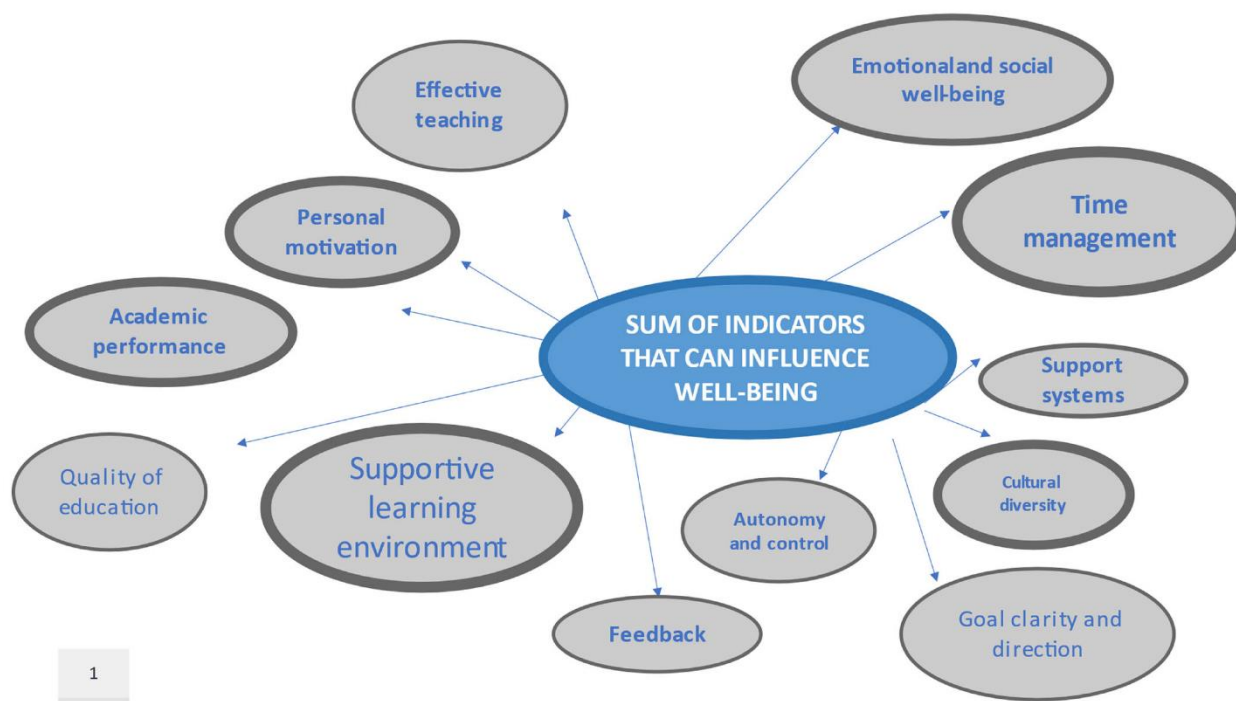 Effective
teaching
Emotionaland social
well-being
Personal
motivation
Time
management
Academic
performance
SUM OF INDICATORS
THAT CAN INFLUENCE
WELL-BEING
Support
systems
Quality of
education
Supportive
learning
environment
Autonomy
and control
Cultural
diversity
Feedback
Goal clarity and
direction
1